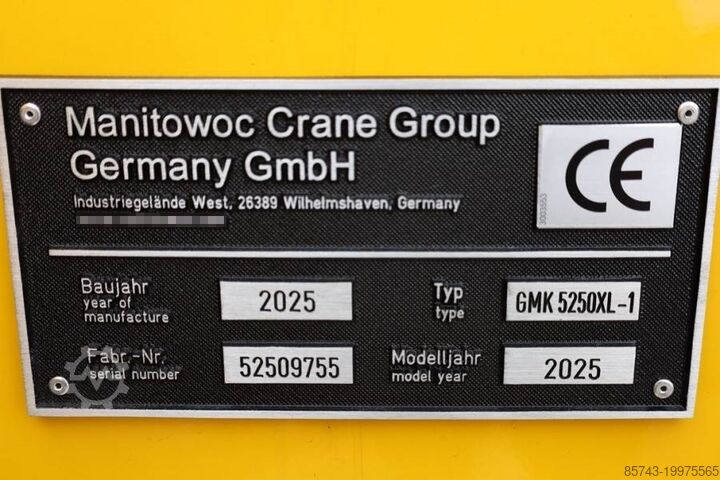 Manitowoc Crane Group
Germany GmbH
Industriegelände West, 26389 Wilhelmshaven, Germany
CE
3003553
Baujahr
year of
manufacture
2025
Typ
type
GMK 5250XL-1
Fabr.-Nr.
serial number
52509755
Modelljahr
model year
2025
85743-19975565